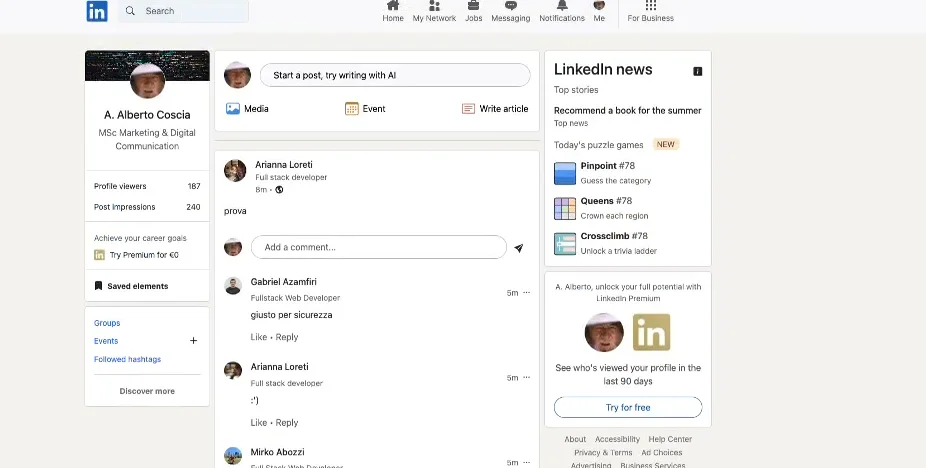 in
Search
Home
My Network
Jobs
Messaging
Notifications
Me
For Business
A. Alberto Coscia
MSc Marketing & Digital
Communication
Profile viewers 187
Post impressions 240
Achieve your career goals
in Try Premium for €0
Saved elements
Groups
Events +
Followed hashtags
Discover more
Start a post, try writing with AI
Media
Event
Write article
Arianna Loreti
Full stack developer
8m •
prova
Add a comment...
Gabriel Azamfiri
Fullstack Web Developer
5m ···
giusto per sicurezza
Like • Reply
Arianna Loreti
Full stack developer
5m ···
:')
Like • Reply
Mirko Abozzi
Full Stack Web Developer
5m ···
LinkedIn news
Top stories
Recommend a book for the summer
Top news
Today's puzzle games NEW
Pinpoint #78
Guess the category
Queens #78
Crown each region
Crossclimb #78
Unlock a trivia ladder
A. Alberto, unlock your full potential with
LinkedIn Premium
in
See who's viewed your profile in the
last 90 days
Try for free
About Accessibility Help Center
Privacy & Terms Ad Choices
Advertising Business Services